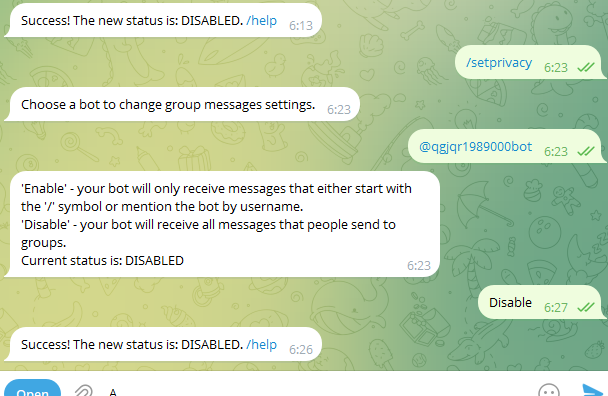 Success! The new status is: DISABLED. /help 6:13
/setprivacy 6:23
Choose a bot to change group messages settings. 6:23
@qgjqr1989000bot 6:23
'Enable' - your bot will only receive messages that either start with
the '/' symbol or mention the bot by username.
'Disable' - your bot will receive all messages that people send to
groups.
Current status is: DISABLED 6:23
Disable 6:27
Success! The new status is: DISABLED. /help 6:26
Open A